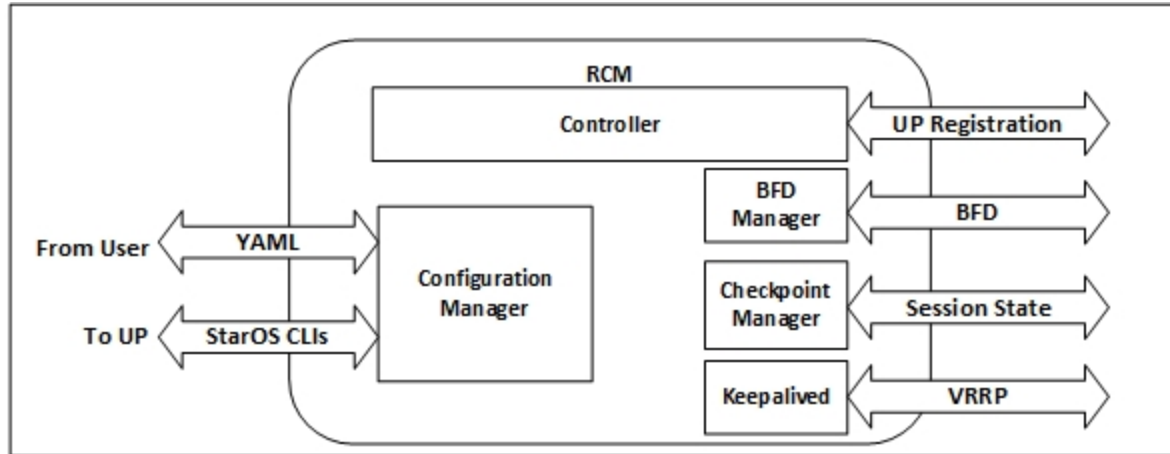 RCM
Controller
UP Registration
BFD
Manager
BFD
From User
YAML
Configuration
Manager
To UP
StarOS CLIs
Checkpoint
Manager
Session State
Keepalived
VRRP